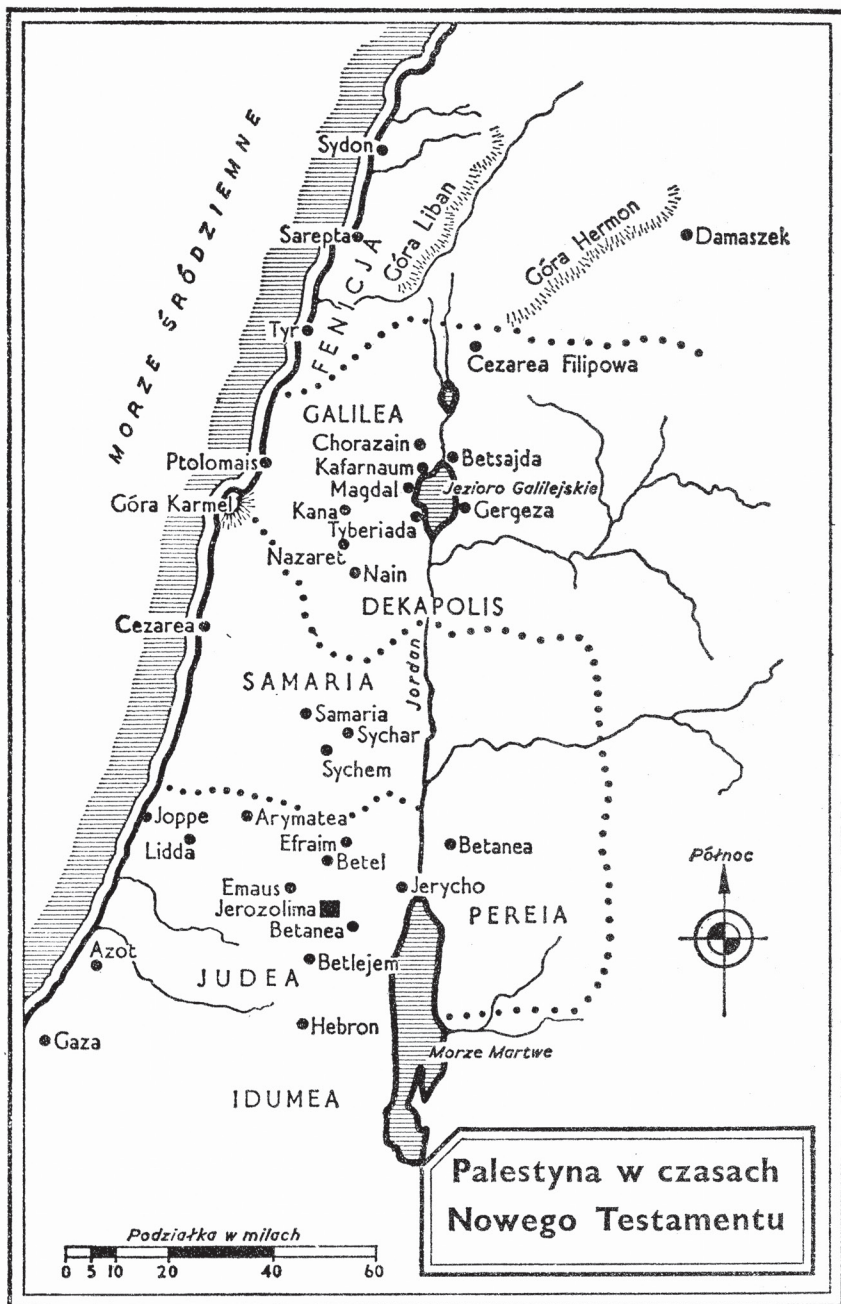 MORZE ŚRÓDZIEMNE
Sydon
Góra Liban
Góra Hermon
Damaszek
Sarepta
FENICJA
Tyr
Cezarea Filipowa
GALILEA
Chorazain
Ptolomais
Kafarnaum
Betsajda
Magdal
Jezioro Galilejskie
Góra Karmel
Kana
Gergeza
Tyberiada
Nazaret
Nain
DEKAPOLIS
Cezarea
Jordan
SAMARIA
Samaria
Sychar
Sychem
Joppe
Arymatea
Lidda
Efraim
Betanea
Betel
Północ
Emaus
Jerycho
Jerozolima
PEREIA
Betanea
Azot
Betlejem
JUDEA
Hebron
Gaza
Morze Martwe
IDUMEA
Palestyna w czasach
Nowego Testamentu
Podziałka w milach
0 5 10 20 40 60